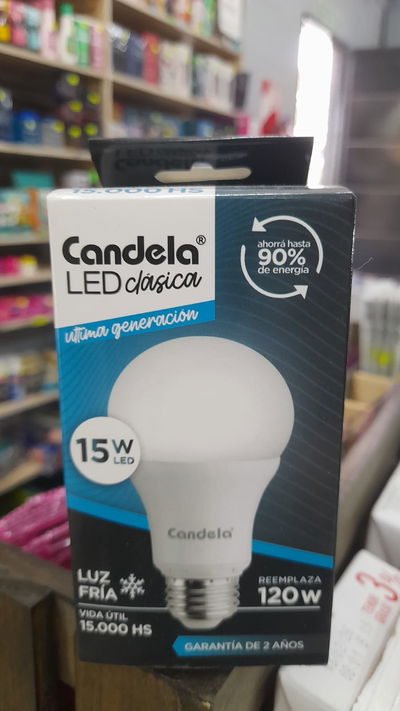 15.000 HS
Candela®
LED clásica
última generación
ahorrá hasta
90%
de energía
15W
LED
Candela®
LUZ
FRÍA
VIDA ÚTIL
15.000 HS
REEMPLAZA
120W
GARANTÍA DE 2 AÑOS